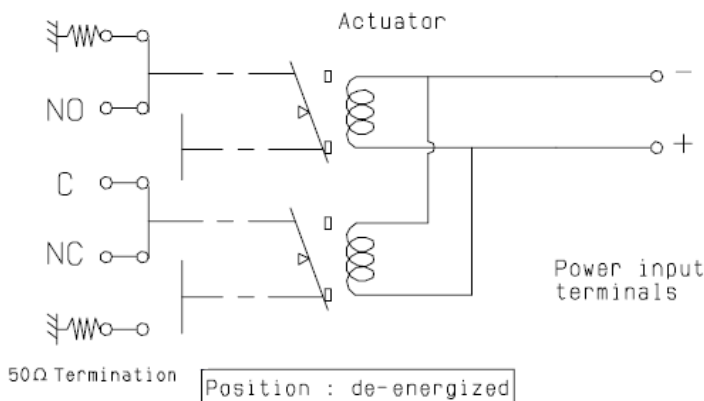 Actuator
NO
−
+
C
NC
Power input
terminals
50Ω Termination
Position : de-energized